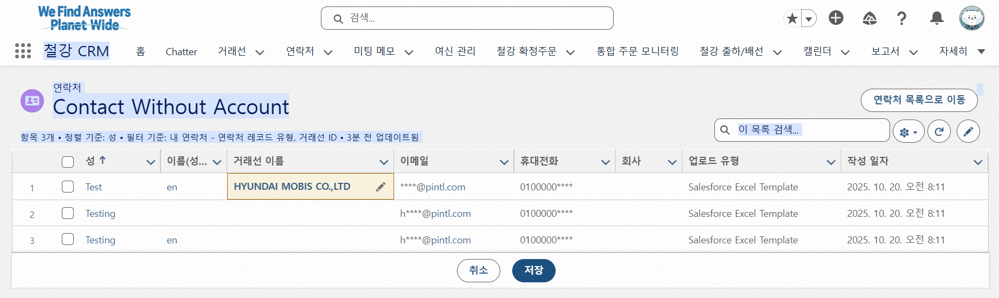 We Find Answers
Planet Wide
검색...
철강 CRM 홈 Chatter 거래선 연락처 미팅 메모 여신 관리 철강 확정주문 통합 주문 모니터링 철강 출하/배선 캘린더 보고서 자세히
연락처
Contact Without Account
연락처 목록으로 이동
항목 3개 • 정렬 기준: 성 • 필터 기준: 내 연락처 - 연락처 레코드 유형, 거래선 ID • 3분 전 업데이트됨
이 목록 검색...
성 이름(성... 거래선 이름 이메일 휴대전화 회사 업로드 유형 작성 일자
1 Test en HYUNDAI MOBIS CO.,LTD ****@pintl.com 0100000**** Salesforce Excel Template 2025. 10. 20. 오전 8:11
2 Testing h****@pintl.com 0100000**** Salesforce Excel Template 2025. 10. 20. 오전 8:11
3 Testing en h****@pintl.com 0100000**** Salesforce Excel Template 2025. 10. 20. 오전 8:11
취소 저장